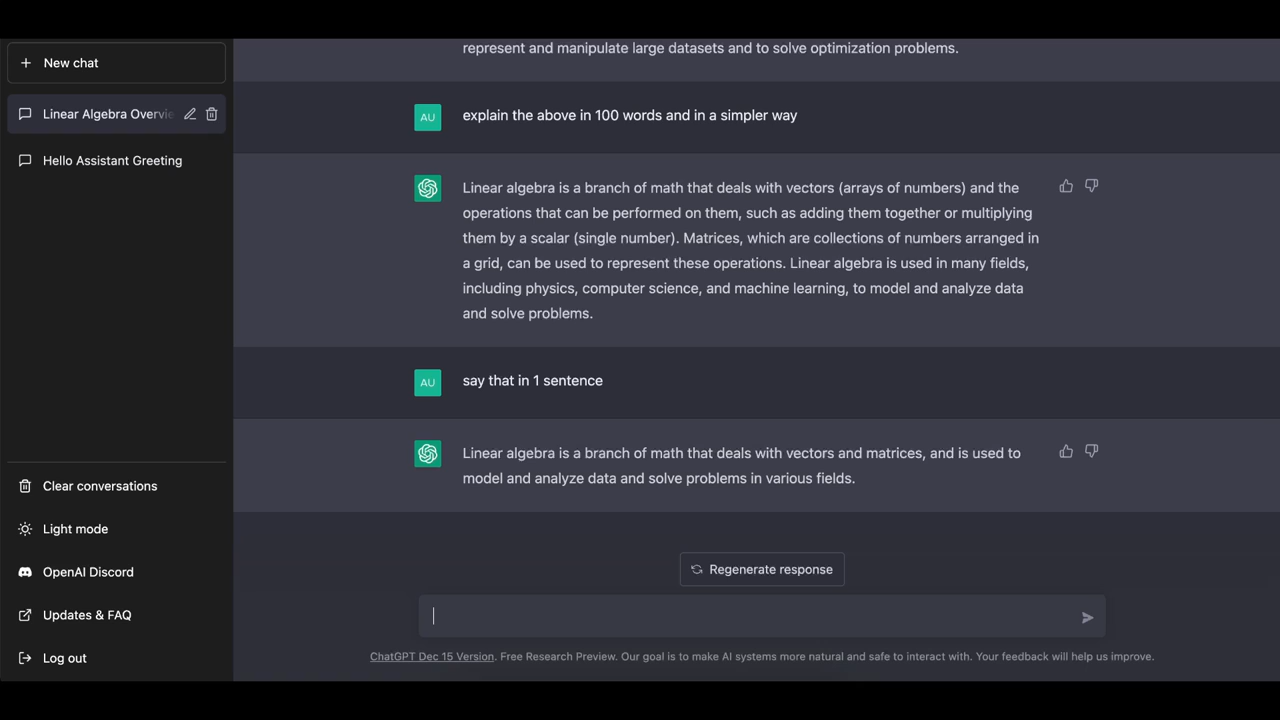 New chat
Linear Algebra Overvie
Hello Assistant Greeting
Clear conversations
Light mode
OpenAI Discord
Updates & FAQ
Log out
represent and manipulate large datasets and to solve optimization problems.
AU
explain the above in 100 words and in a simpler way
Linear algebra is a branch of math that deals with vectors (arrays of numbers) and the
operations that can be performed on them, such as adding them together or multiplying
them by a scalar (single number). Matrices, which are collections of numbers arranged in
a grid, can be used to represent these operations. Linear algebra is used in many fields,
including physics, computer science, and machine learning, to model and analyze data
and solve problems.
AU
say that in 1 sentence
Linear algebra is a branch of math that deals with vectors and matrices, and is used to
model and analyze data and solve problems in various fields.
Regenerate response
ChatGPT Dec 15 Version. Free Research Preview. Our goal is to make AI systems more natural and safe to interact with. Your feedback will help us improve.